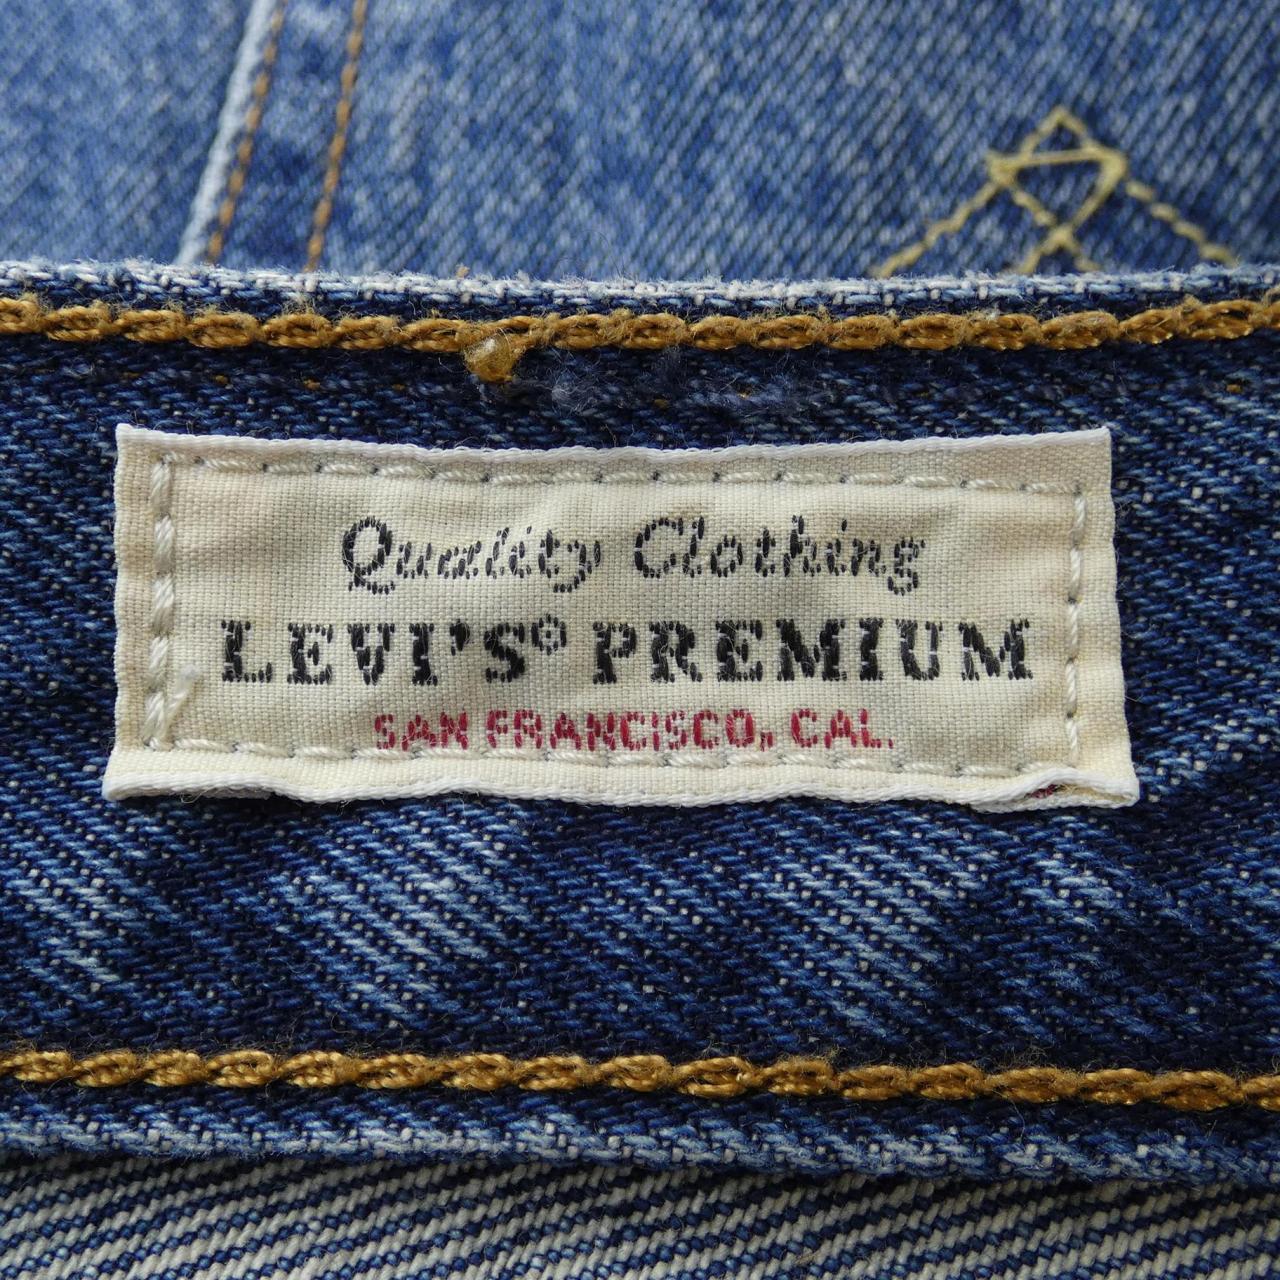 Quality Clothing
LEVI'S® PREMIUM
SAN FRANCISCO, CAL.